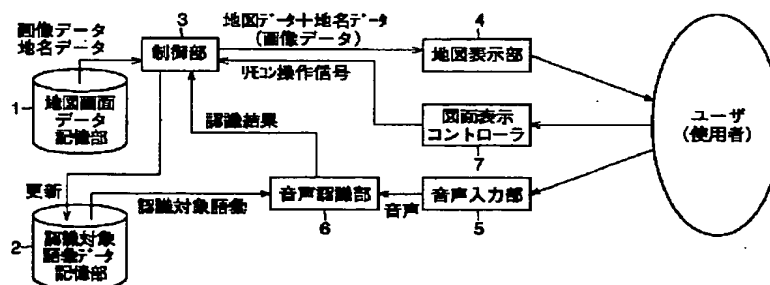 画像データ
地名データ
1
地図画面
データ
記憶部
3
制御部
地図データ＋地名データ
(画像データ)
リモコン操作信号
4
地図表示部
図面表示
コントローラ
7
ユーザ
(使用者)
認識結果
更新
2
認識対象
語彙データ
記憶部
認識対象語彙
音声認識部
6
音声
音声入力部
5